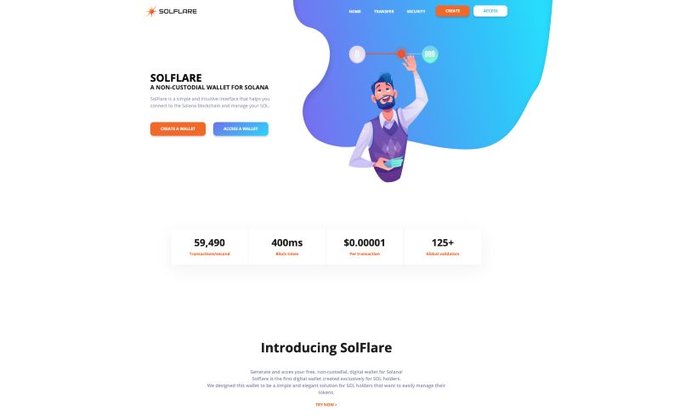 SOLFLARE
HOME TRANSFER SECURITY CREATE ACCESS
SOLFLARE
A NON-CUSTODIAL WALLET FOR SOLANA
SolFlare is a simple and intuitive interface that helps you
connect to the Solana blockchain and manage your SOL.
CREATE A WALLET ACCESS A WALLET
59,490 400ms $0.00001 125+
Transactions/second Block times Per transaction Global validators
Introducing SolFlare
Generate and acces your free, non-custodial, digital wallet for Solana!
Solflare is the first digital wallet created exclusively for SOL holders.
We designed this wallet to be a simple and elegant solution for SOL holders that want to easily manage their
tokens.
TRY NOW >